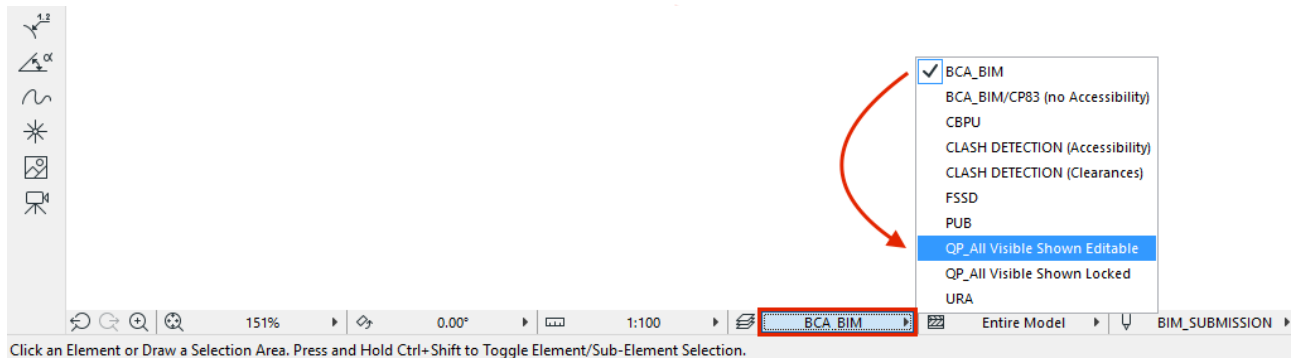 1.2
α
BCA_BIM
BCA_BIM/CP83 (no Accessibility)
CBPU
CLASH DETECTION (Accessibility)
CLASH DETECTION (Clearances)
FSSD
PUB
QP_All Visible Shown Editable
QP_All Visible Shown Locked
URA
151% 0.00° 1:100 BCA_BIM Entire Model BIM_SUBMISSION
Click an Element or Draw a Selection Area. Press and Hold Ctrl+Shift to Toggle Element/Sub-Element Selection.